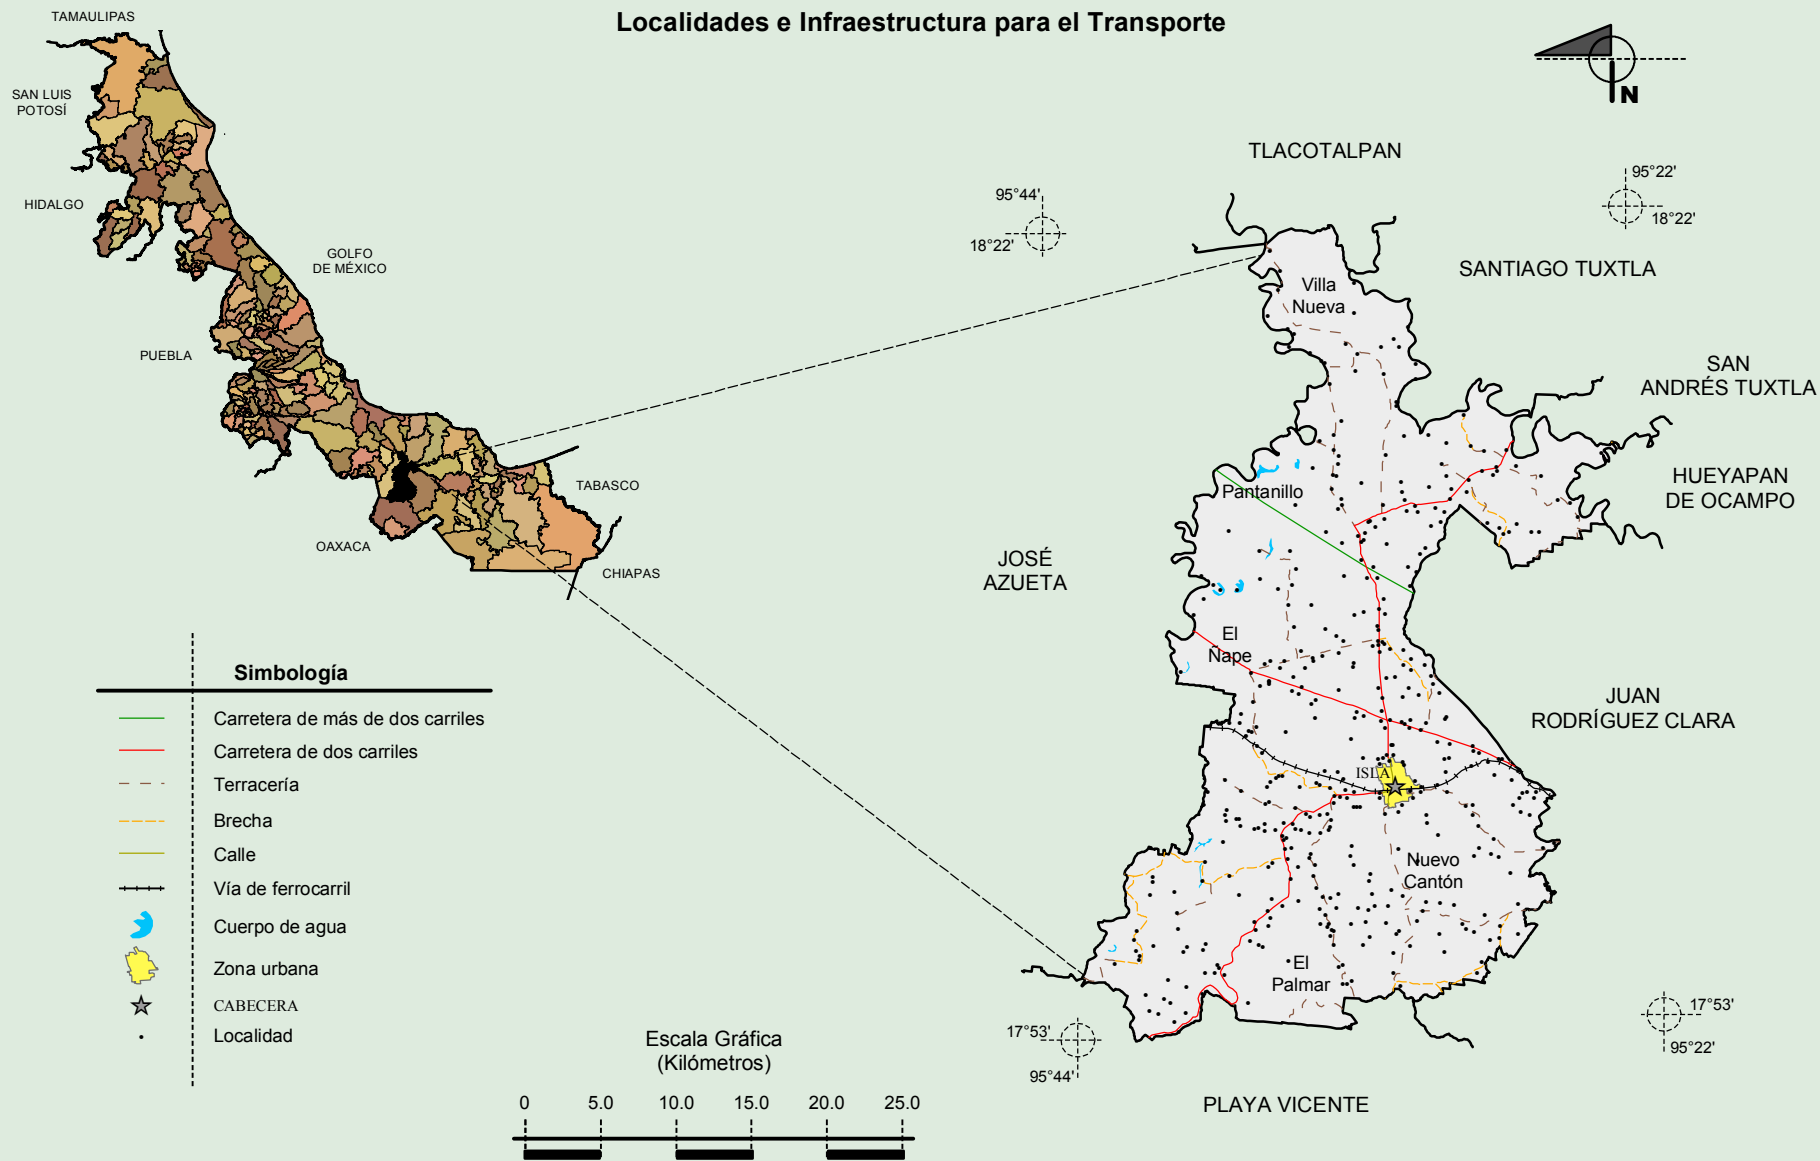 Localidades e Infraestructura para el Transporte
TAMAULIPAS
SAN LUIS
POTOSÍ
HIDALGO
GOLFO
DE MÉXICO
PUEBLA
TABASCO
OAXACA
CHIAPAS
N
TLACOTALPAN
95°44'
18°22'
95°22'
18°22'
SANTIAGO TUXTLA
Villa
Nueva
SAN
ANDRÉS TUXTLA
HUEYAPAN
DE OCAMPO
Pantanillo
JOSÉ
AZUETA
El
Ñape
JUAN
RODRÍGUEZ CLARA
ISLA
Nuevo
Cantón
El
Palmar
17°53'
95°44'
17°53'
95°22'
PLAYA VICENTE
Simbología
Carretera de más de dos carriles
Carretera de dos carriles
Terracería
Brecha
Calle
Vía de ferrocarril
Cuerpo de agua
Zona urbana
CABECERA
Localidad
Escala Gráfica
(Kilómetros)
0 5.0 10.0 15.0 20.0 25.0